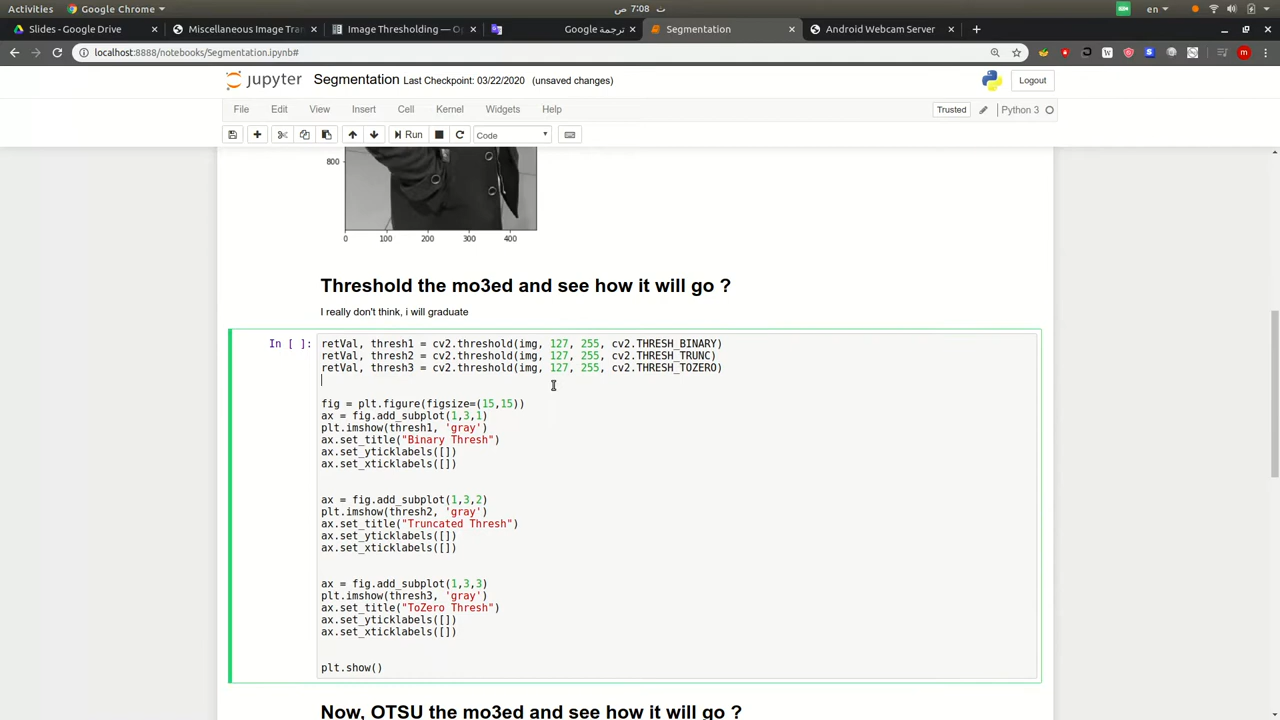 Activities
Google Chrome
7:08 ص ت
en
Slides - Google Drive
Miscellaneous Image Tran
Image Thresholding — Op
ترجمة Google
Segmentation
Android Webcam Server
localhost:8888/notebooks/Segmentation.ipynb#
jupyter
Segmentation Last Checkpoint: 03/22/2020 (unsaved changes)
Logout
File Edit View Insert Cell Kernel Widgets Help
Trusted
Python 3
Run
Code
800
0 100 200 300 400
Threshold the mo3ed and see how it will go ?
I really don't think, i will graduate
In [ ]:
retVal, thresh1 = cv2.threshold(img, 127, 255, cv2.THRESH_BINARY)
retVal, thresh2 = cv2.threshold(img, 127, 255, cv2.THRESH_TRUNC)
retVal, thresh3 = cv2.threshold(img, 127, 255, cv2.THRESH_TOZERO)
fig = plt.figure(figsize=(15,15))
ax = fig.add_subplot(1,3,1)
plt.imshow(thresh1, 'gray')
ax.set_title("Binary Thresh")
ax.set_yticklabels([])
ax.set_xticklabels([])
ax = fig.add_subplot(1,3,2)
plt.imshow(thresh2, 'gray')
ax.set_title("Truncated Thresh")
ax.set_yticklabels([])
ax.set_xticklabels([])
ax = fig.add_subplot(1,3,3)
plt.imshow(thresh3, 'gray')
ax.set_title("ToZero Thresh")
ax.set_yticklabels([])
ax.set_xticklabels([])
plt.show()
Now, OTSU the mo3ed and see how it will go ?